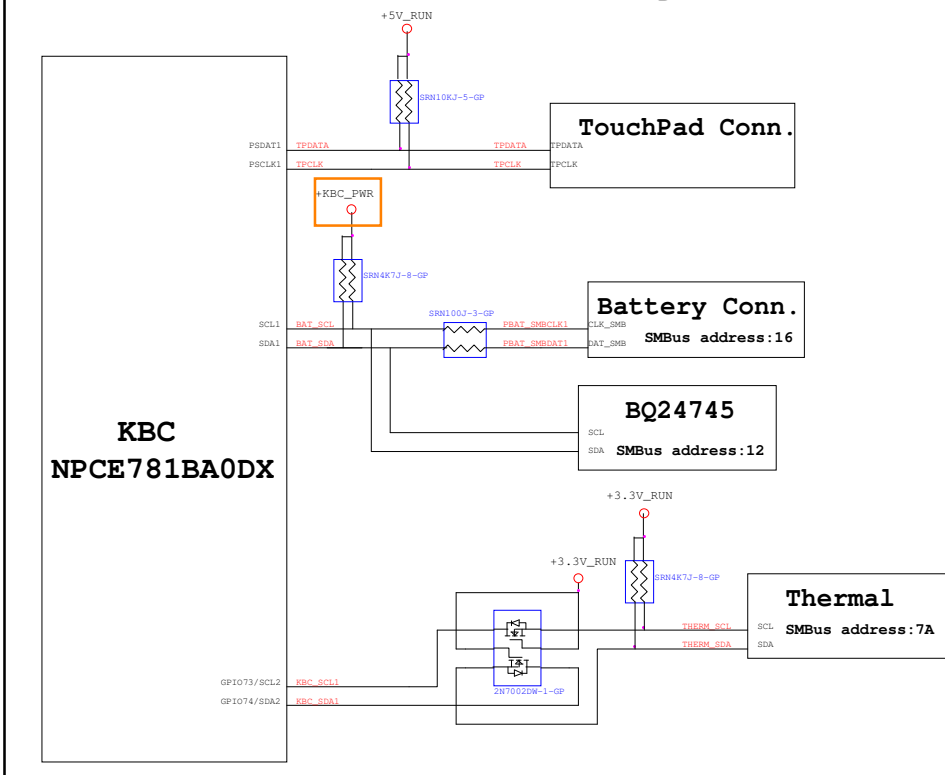 +5V_RUN
SRN10KJ-5-GP
TouchPad Conn.
PSDAT1 TPDATA TPDATA TPDATA
PSCLK1 TPCLK TPCLK TPCLK
+KBC_PWR
SRN4K7J-8-GP
Battery Conn.
SRN100J-3-GP
SCL1 BAT_SCL PBAT_SMBCLK1 CLK_SMB
SMBus address:16
SDA1 BAT_SDA PBAT_SMBDAT1 DAT_SMB
BQ24745
SCL
SDA SMBus address:12
KBC
NPCE781BA0DX
+3.3V_RUN
+3.3V_RUN
SRN4K7J-8-GP
Thermal
THERM_SCL SCL SMBus address:7A
THERM_SDA SDA
GPIO73/SCL2 KBC_SCL1
2N7002DW-1-GP
GPIO74/SDA2 KBC_SDA1